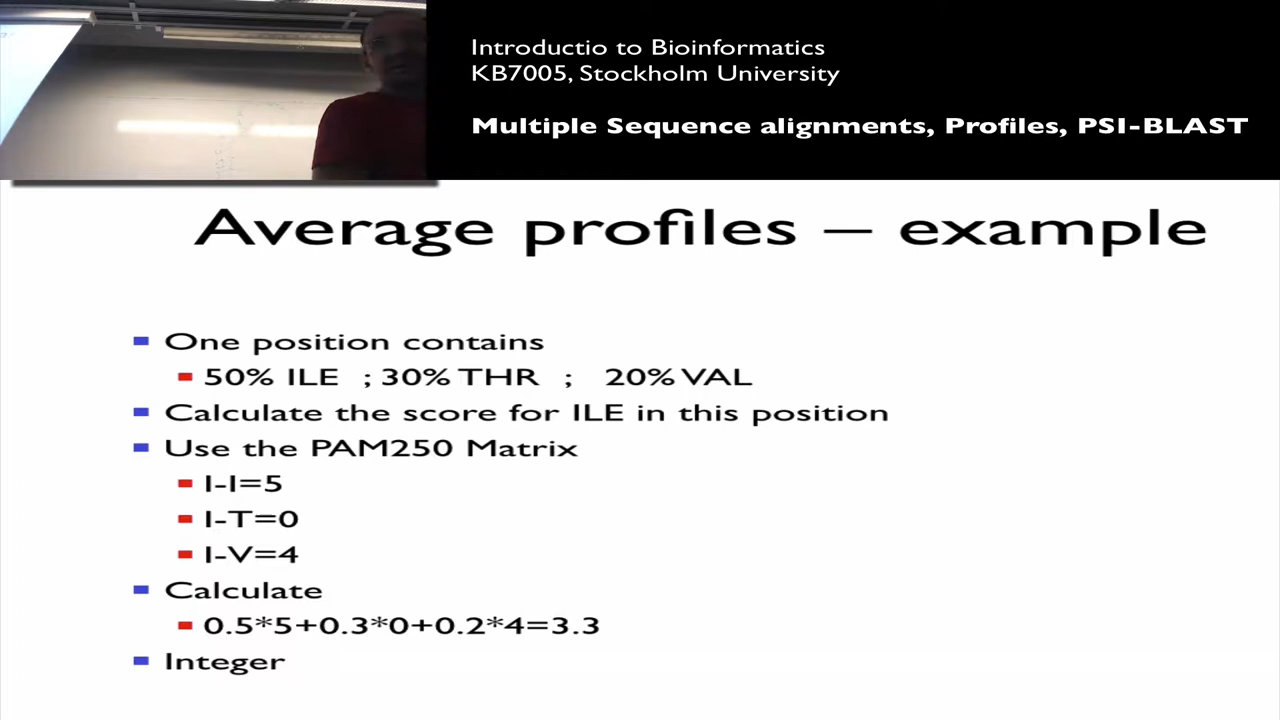 Introductio to Bioinformatics
KB7005, Stockholm University
Multiple Sequence alignments, Profiles, PSI-BLAST
Average profiles – example
One position contains
50% ILE ; 30% THR ; 20% VAL
Calculate the score for ILE in this position
Use the PAM250 Matrix
I-I=5
I-T=0
I-V=4
Calculate
0.5*5+0.3*0+0.2*4=3.3
Integer